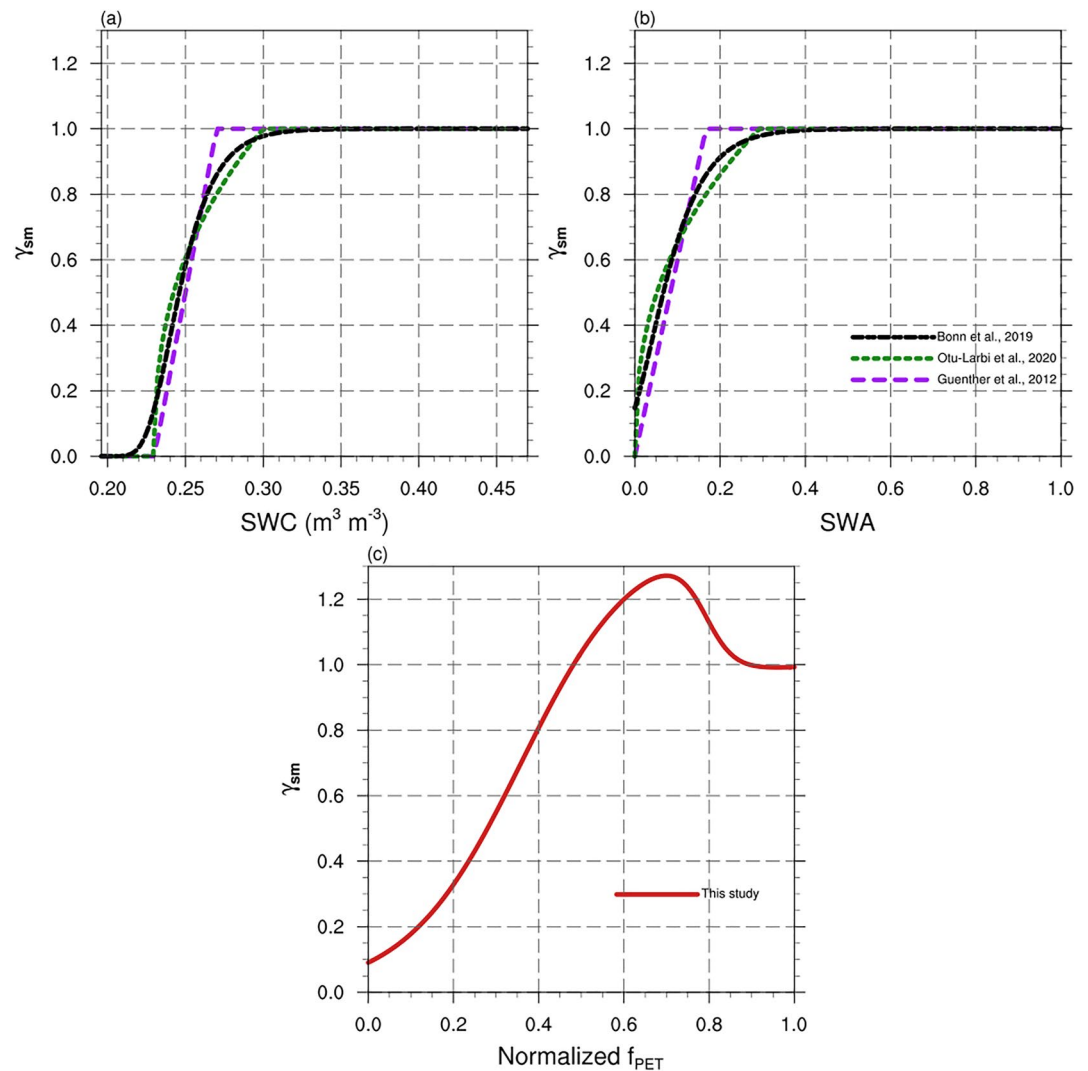 (a)
1.2
1.0
0.8
0.6
0.4
0.2
0.0
γsm
0.20 0.25 0.30 0.35 0.40 0.45
SWC (m³ m⁻³)
(b)
1.2
1.0
0.8
0.6
0.4
0.2
0.0
γsm
Bonn et al., 2019
Otu-Larbi et al., 2020
Guenther et al., 2012
0.0 0.2 0.4 0.6 0.8 1.0
SWA
(c)
1.2
1.0
0.8
0.6
0.4
0.2
0.0
γsm
This study
0.0 0.2 0.4 0.6 0.8 1.0
Normalized fPET